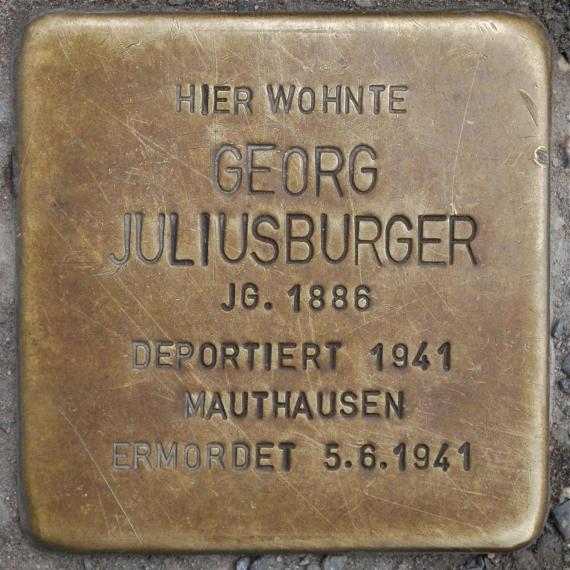 HIER WOHNTE
GEORG
JULIUSBURGER
JG. 1886
DEPORTIERT 1941
MAUTHAUSEN
ERMORDET 5.6.1941